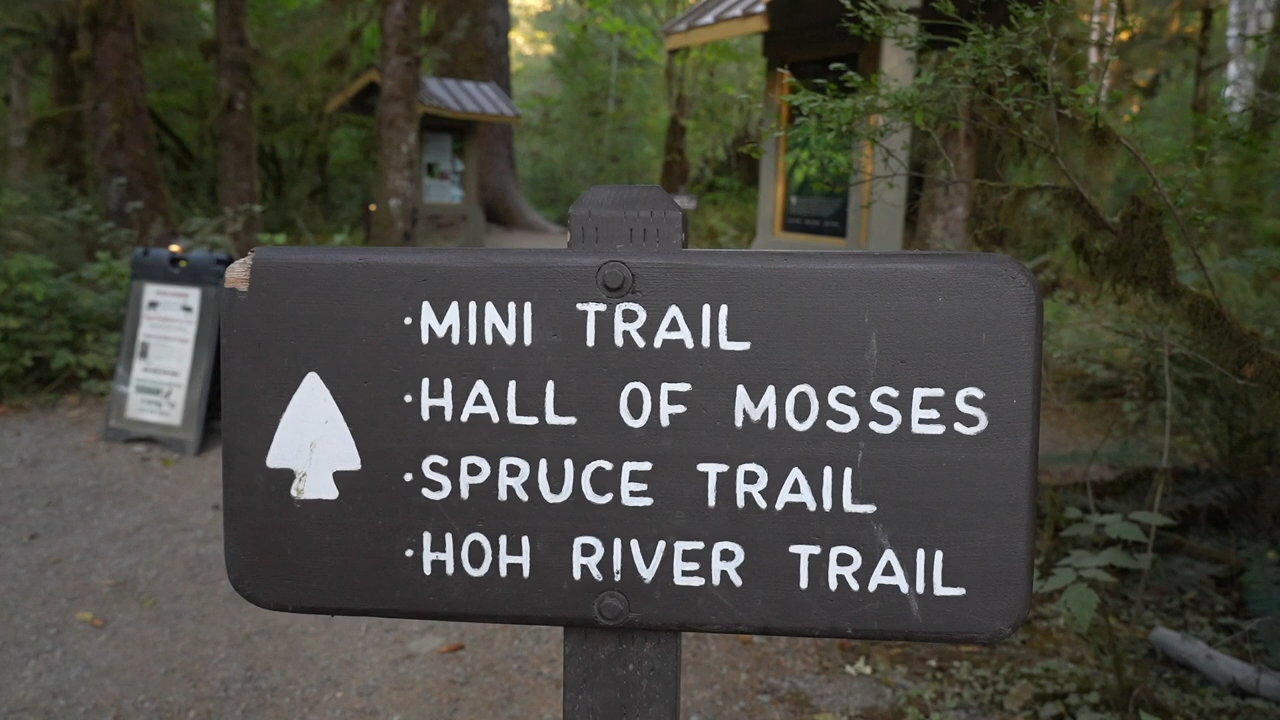 ·MINI TRAIL
·HALL OF MOSSES
·SPRUCE TRAIL
·HOH RIVER TRAIL